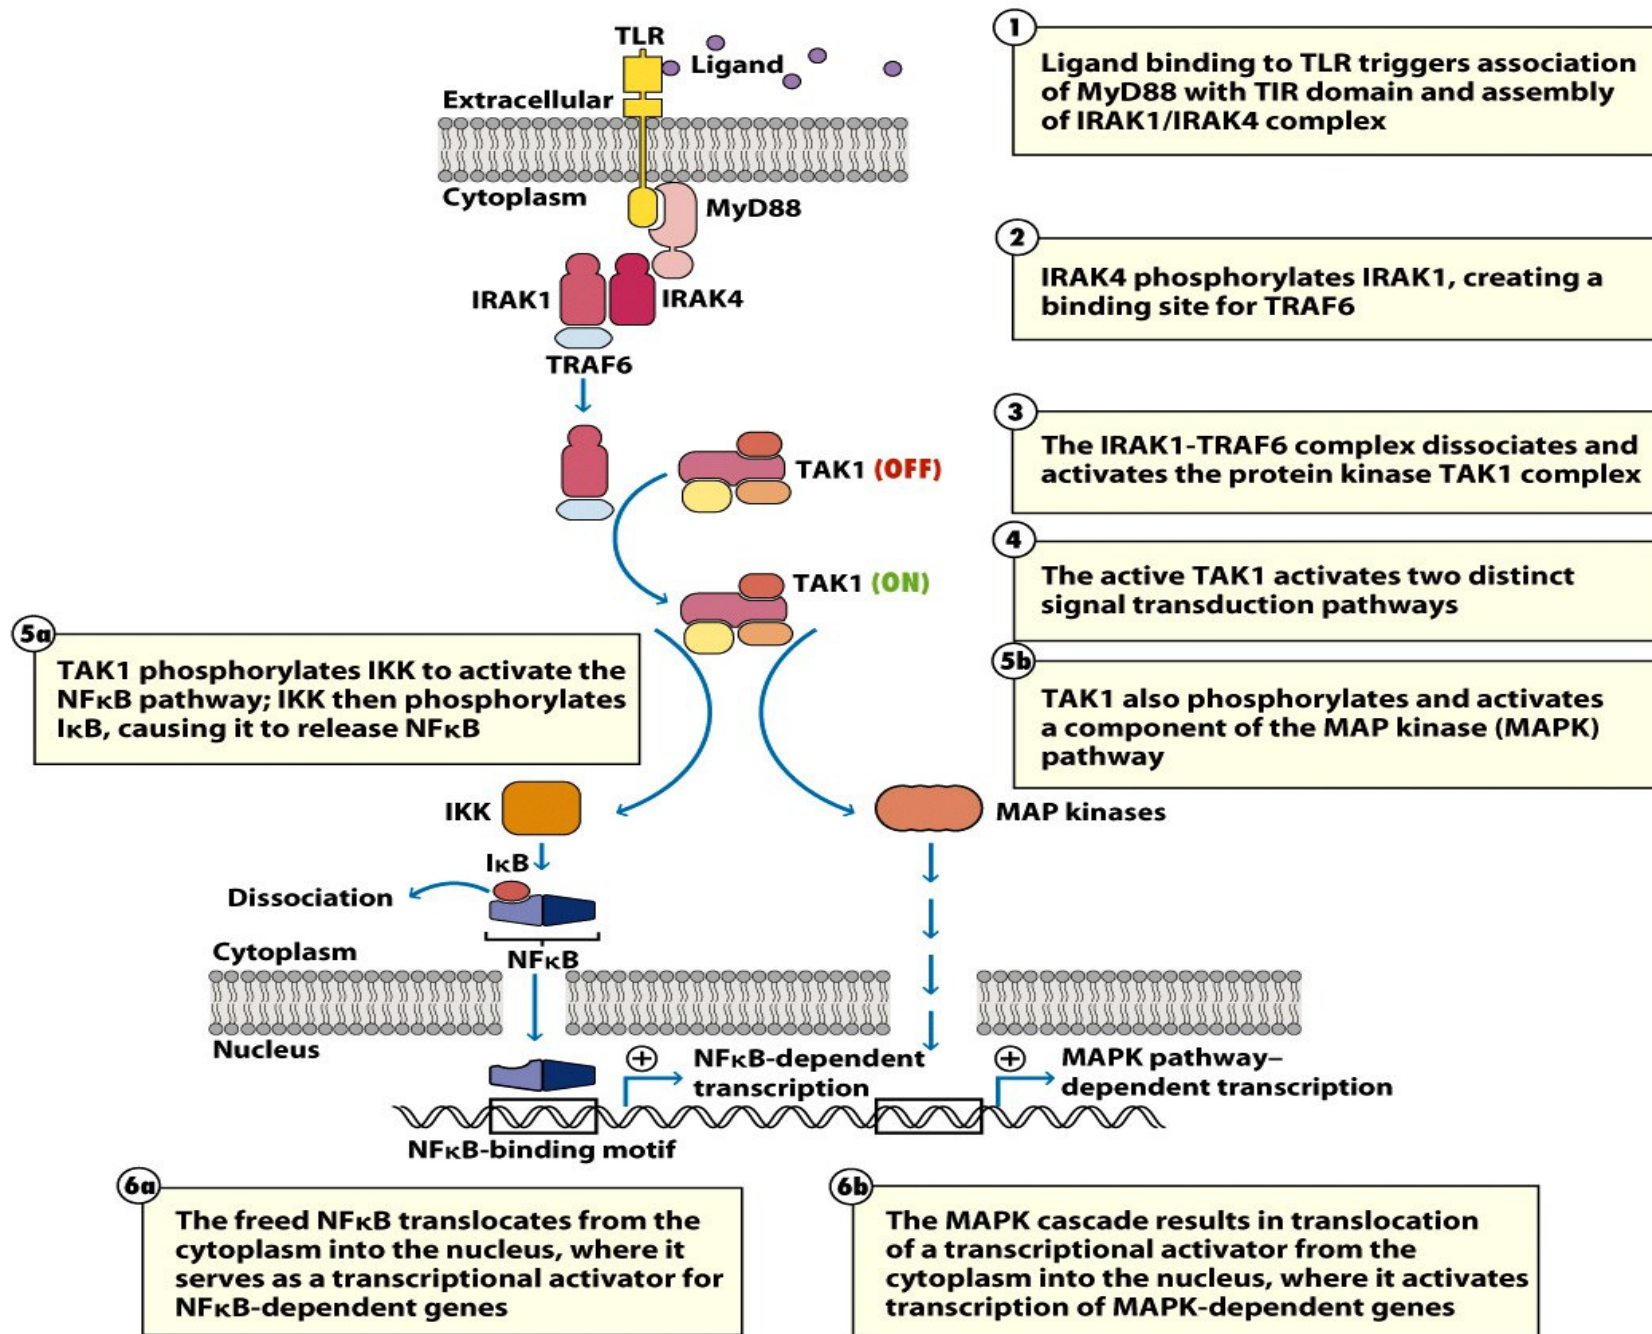 TLR
Ligand
Extracellular
Cytoplasm
MyD88
IRAK1
IRAK4
TRAF6
TAK1 (OFF)
TAK1 (ON)
1
Ligand binding to TLR triggers association
of MyD88 with TIR domain and assembly
of IRAK1/IRAK4 complex
2
IRAK4 phosphorylates IRAK1, creating a
binding site for TRAF6
3
The IRAK1-TRAF6 complex dissociates and
activates the protein kinase TAK1 complex
4
The active TAK1 activates two distinct
signal transduction pathways
5a
TAK1 phosphorylates IKK to activate the
NFκB pathway; IKK then phosphorylates
IκB, causing it to release NFκB
5b
TAK1 also phosphorylates and activates
a component of the MAP kinase (MAPK)
pathway
IKK
MAP kinases
IκB
Dissociation
NFκB
Cytoplasm
Nucleus
+
NFκB-dependent
transcription
+
MAPK pathway–
dependent transcription
NFκB-binding motif
6a
The freed NFκB translocates from the
cytoplasm into the nucleus, where it
serves as a transcriptional activator for
NFκB-dependent genes
6b
The MAPK cascade results in translocation
of a transcriptional activator from the
cytoplasm into the nucleus, where it activates
transcription of MAPK-dependent genes